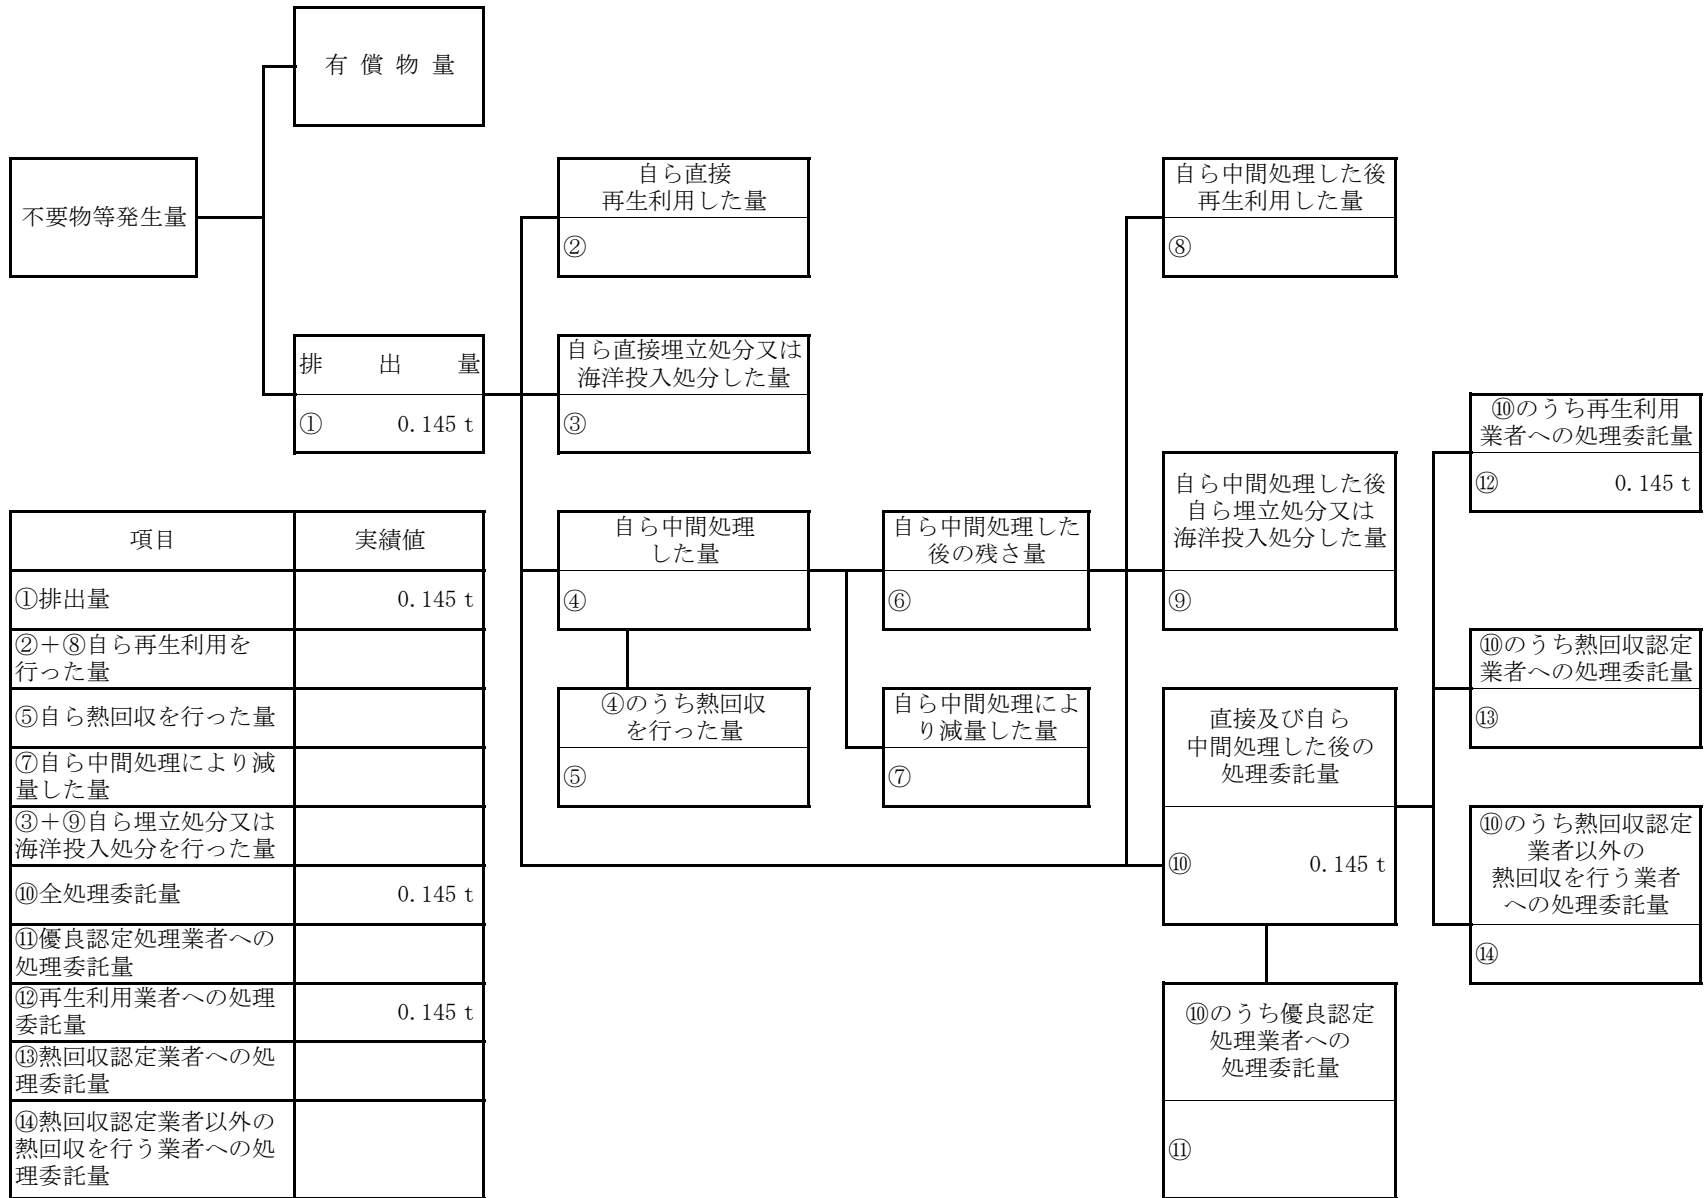 有償物量
不要物等発生量
自ら直接
再生利用した量
②
自ら中間処理した後
再生利用した量
⑧
排出量
① 0.145 t
自ら直接埋立処分又は
海洋投入処分した量
③
⑩のうち再生利用
業者への処理委託量
⑫ 0.145 t
自ら中間処理した後
自ら埋立処分又は
海洋投入処分した量
⑨
自ら中間処理
した量
④
自ら中間処理した
後の残さ量
⑥
⑩のうち熱回収認定
業者への処理委託量
⑬
④のうち熱回収
を行った量
⑤
自ら中間処理によ
り減量した量
⑦
直接及び自ら
中間処理した後の
処理委託量
⑩ 0.145 t
⑩のうち熱回収認定
業者以外の
熱回収を行う業者
への処理委託量
⑭
⑩のうち優良認定
処理業者への
処理委託量
⑪
項目 実績値
①排出量 0.145 t
②+⑧自ら再生利用を
行った量
⑤自ら熱回収を行った量
⑦自ら中間処理により減
量した量
③+⑨自ら埋立処分又は
海洋投入処分を行った量
⑩全処理委託量 0.145 t
⑪優良認定処理業者への
処理委託量
⑫再生利用業者への処理
委託量 0.145 t
⑬熱回収認定業者への処
理委託量
⑭熱回収認定業者以外の
熱回収を行う業者への処
理委託量